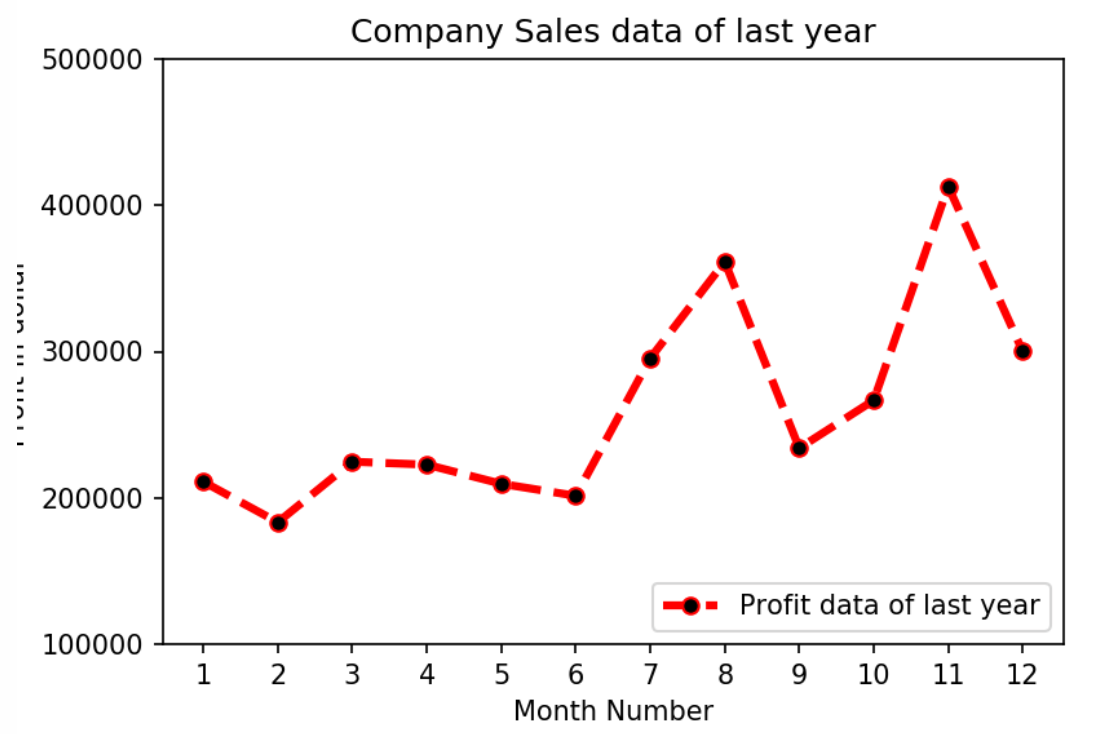 Company Sales data of last year
500000
400000
300000
200000
100000
1 2 3 4 5 6 7 8 9 10 11 12
Month Number
Profit data of last year